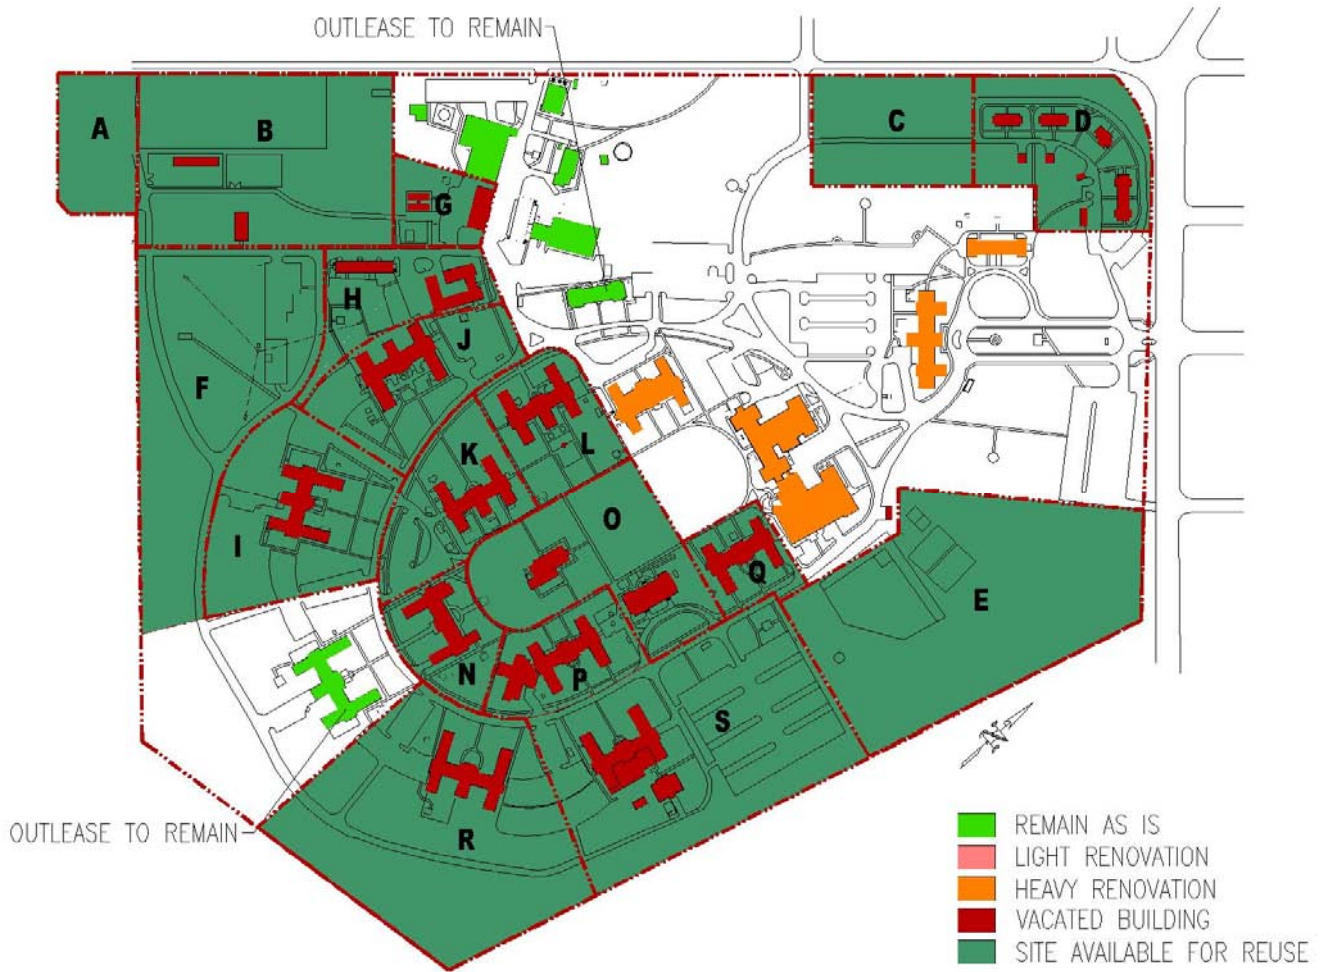 OUTLEASE TO REMAIN
A
B
C
D
G
H
J
F
K
L
O
I
Q
E
N
P
S
R
OUTLEASE TO REMAIN
REMAIN AS IS
LIGHT RENOVATION
HEAVY RENOVATION
VACATED BUILDING
SITE AVAILABLE FOR REUSE